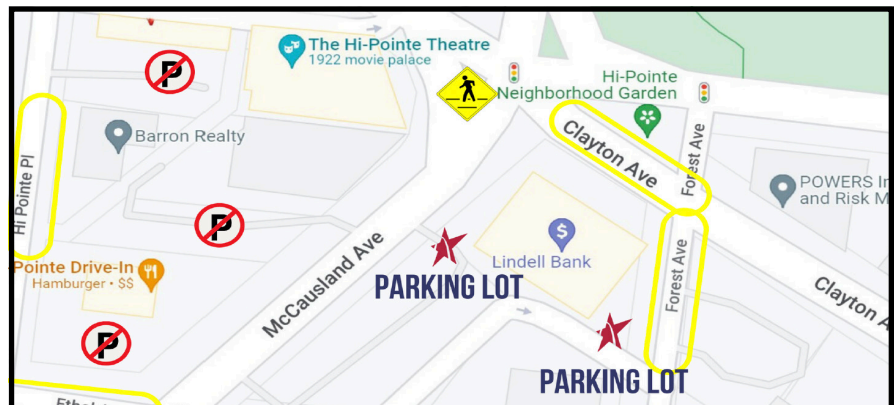 The Hi-Pointe Theatre
1922 movie palace
P
Hi-Pointe
Neighborhood Garden
Barron Realty
Clayton Ave
Forest Ave
Hi Pointe Pl
POWERS
and Risk
P
$
Lindell Bank
McCausland Ave
PARKING LOT
Pointe Drive-In
Hamburger • $$
Forest Ave
Clayton
P
PARKING LOT